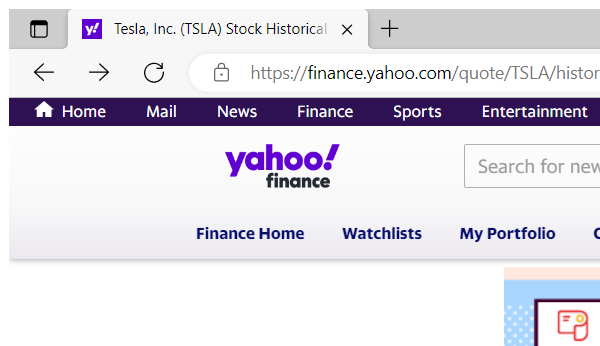 Tesla, Inc. (TSLA) Stock Historical
https://finance.yahoo.com/quote/TSLA/histor
Home Mail News Finance Sports Entertainment
yahoo!
finance
Search for new
Finance Home Watchlists My Portfolio